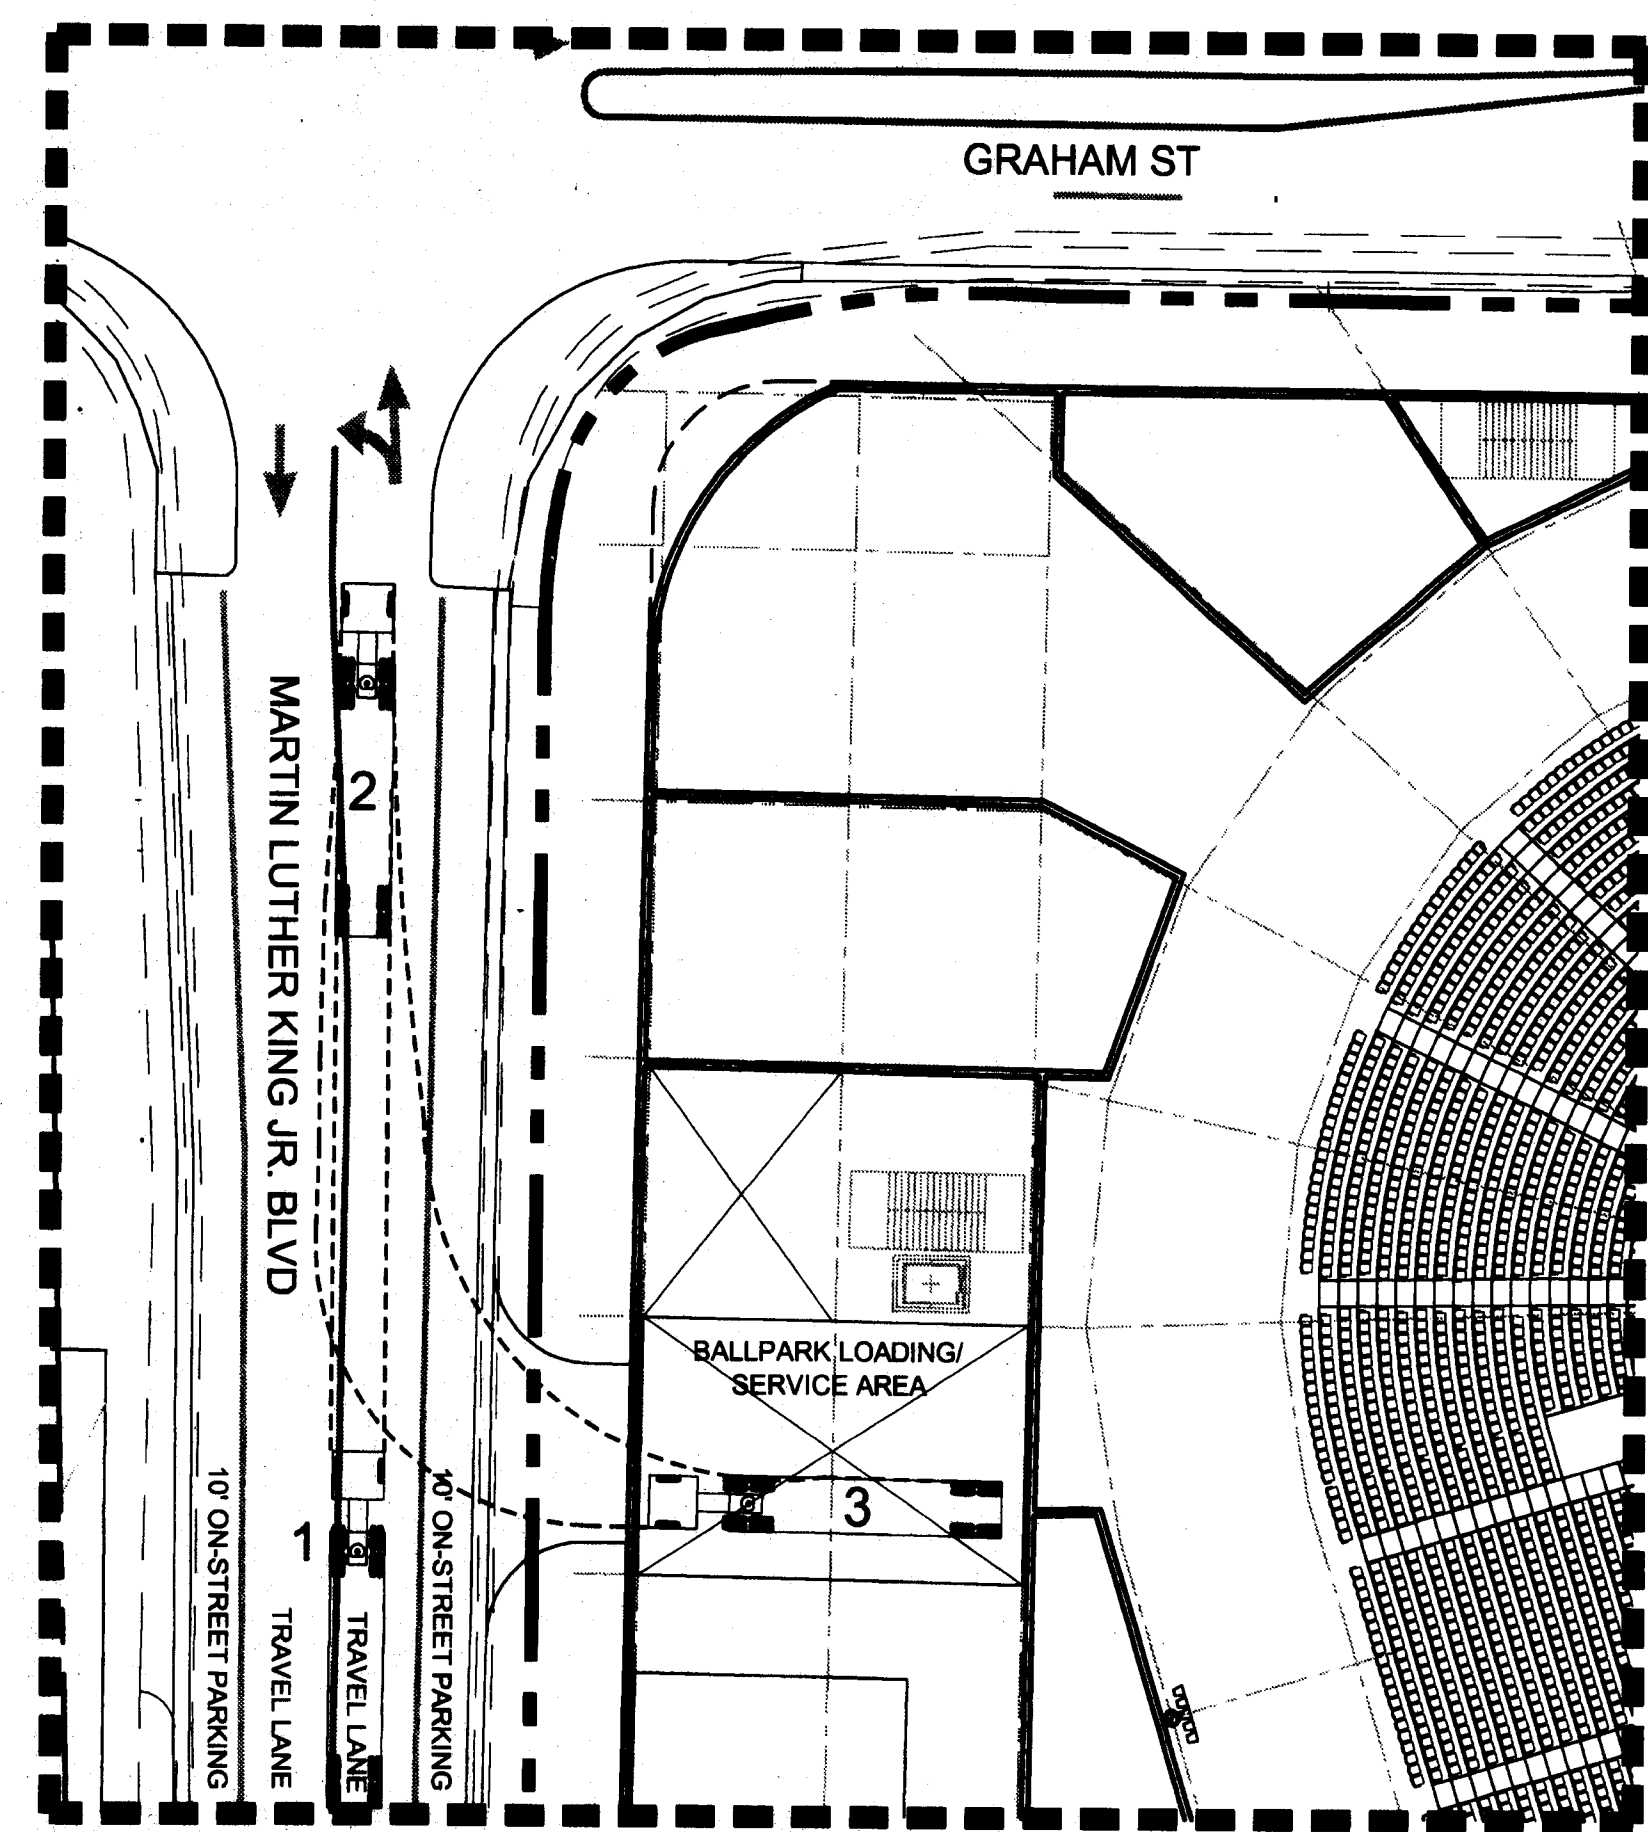 GRAHAM ST
MARTIN LUTHER KING JR. BLVD
2
BALLPARK LOADING/
SERVICE AREA
3
1
10' ON-STREET PARKING
TRAVEL LANE
TRAVEL LANE
10' ON-STREET PARKING